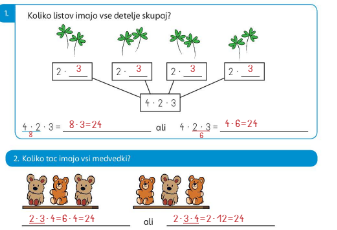 1.
Koliko listov imajo vse detelje skupaj?
2 · 3 2 · 3 2 · 3 2 · 3
4 · 2 · 3
4 · 2 · 3 = 8 · 3 = 24 ali 4 · 2 · 3 = 4 · 6 = 24
8 6
2. Koliko tac imajo vsi medvedki?
2 · 3 · 4 = 6 · 4 = 24 ali 2 · 3 · 4 = 2 · 12 = 24